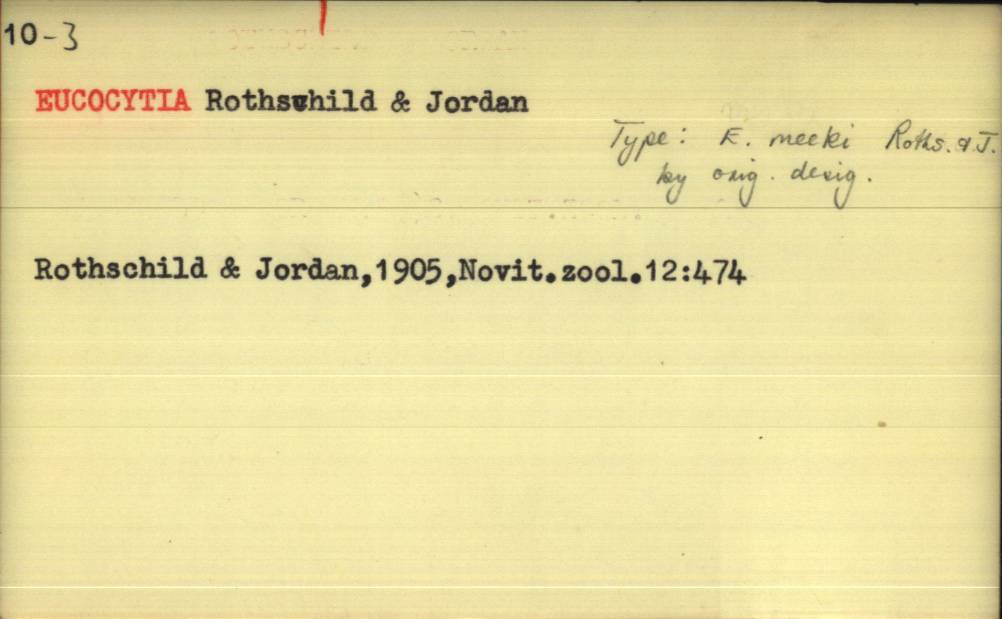 10-3
EUCOCYTIA Rothschild & Jordan
Type: E. meeki Roths. & J.
by orig. desig.
Rothschild & Jordan,1905,Novit.zool.12:474